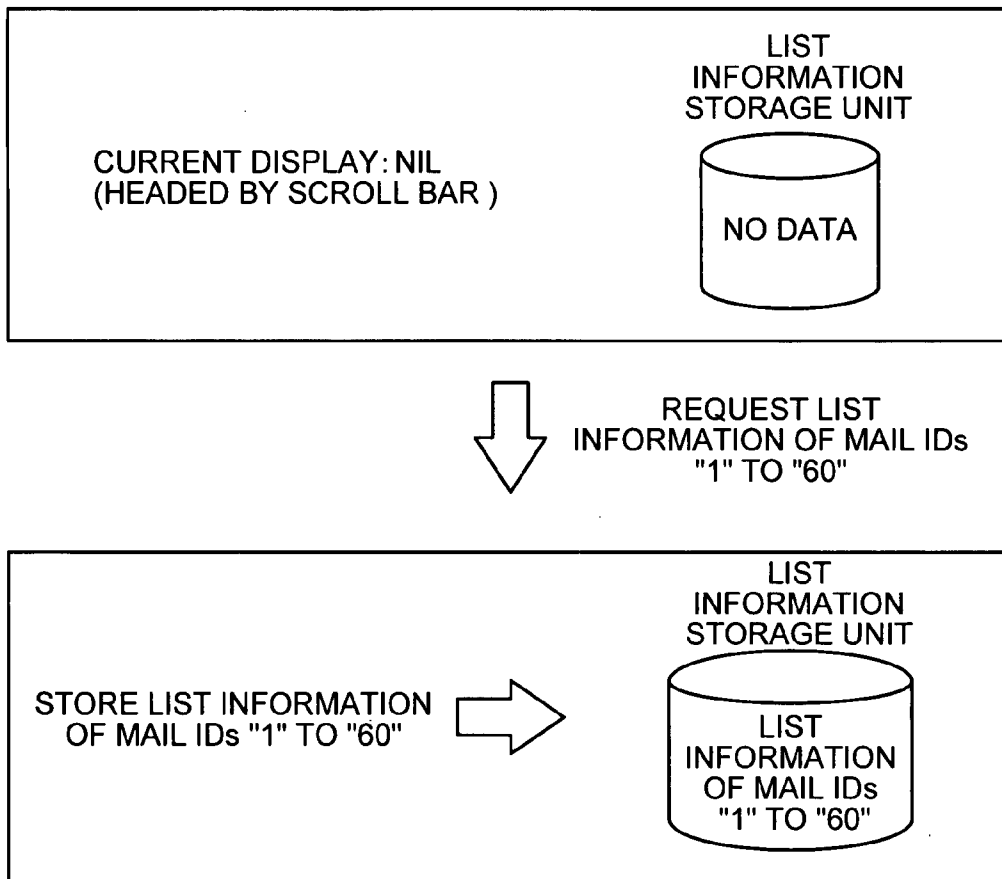 LIST
INFORMATION
STORAGE UNIT
CURRENT DISPLAY: NIL
(HEADED BY SCROLL BAR )
NO DATA
REQUEST LIST
INFORMATION OF MAIL IDs
"1" TO "60"
LIST
INFORMATION
STORAGE UNIT
STORE LIST INFORMATION
OF MAIL IDs "1" TO "60"
LIST
INFORMATION
OF MAIL IDs
"1" TO "60"